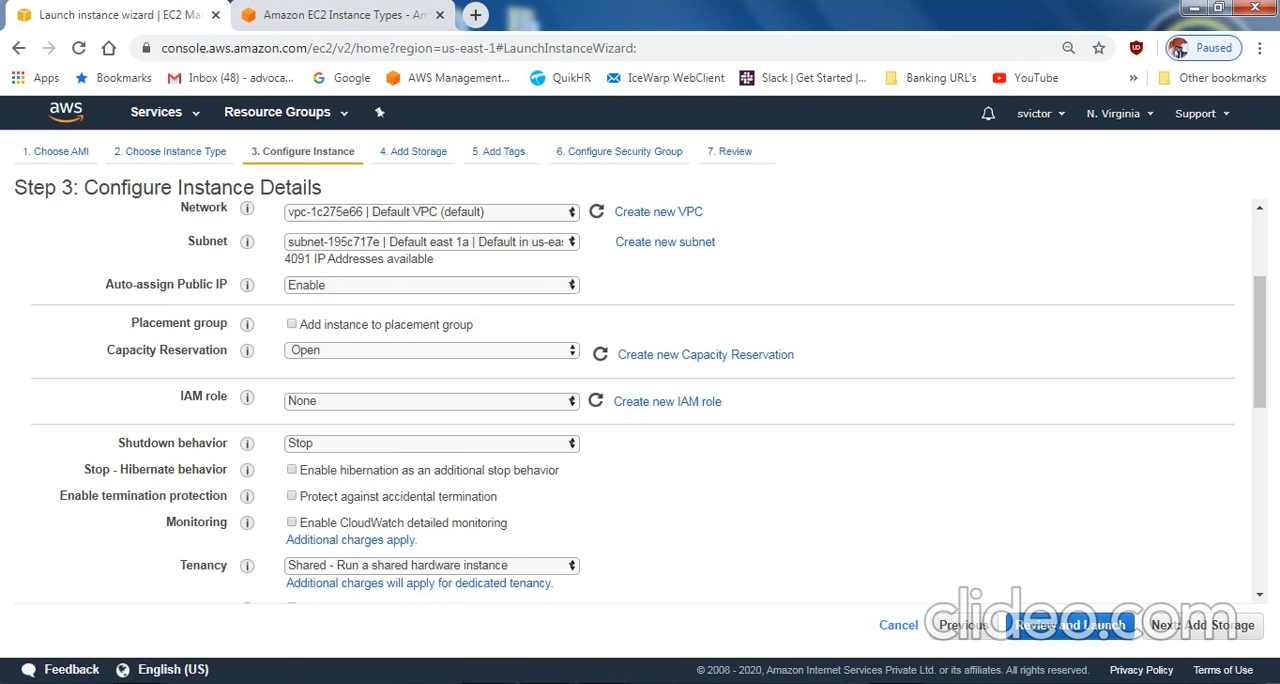 Launch instance wizard | EC2 Ma
Amazon EC2 Instance Types - Am
console.aws.amazon.com/ec2/v2/home?region=us-east-1#LaunchInstanceWizard:
Paused
Apps
Bookmarks
Inbox (48) - advoca...
Google
AWS Management...
QuikHR
IceWarp WebClient
Slack | Get Started |...
Banking URL's
YouTube
»
Other bookmarks
aws
Services
Resource Groups
svictor
N. Virginia
Support
1. Choose AMI
2. Choose Instance Type
3. Configure Instance
4. Add Storage
5. Add Tags
6. Configure Security Group
7. Review
Step 3: Configure Instance Details
Network
vpc-1c275e66 | Default VPC (default)
Create new VPC
Subnet
subnet-195c717e | Default east 1a | Default in us-eas
Create new subnet
4091 IP Addresses available
Auto-assign Public IP
Enable
Placement group
Add instance to placement group
Capacity Reservation
Open
Create new Capacity Reservation
IAM role
None
Create new IAM role
Shutdown behavior
Stop
Stop - Hibernate behavior
Enable hibernation as an additional stop behavior
Enable termination protection
Protect against accidental termination
Monitoring
Enable CloudWatch detailed monitoring
Additional charges apply.
Tenancy
Shared - Run a shared hardware instance
Additional charges will apply for dedicated tenancy.
Cancel
Previous
Review and Launch
Next: Add Storage
clideo.com
Feedback
English (US)
© 2008 - 2020, Amazon Internet Services Private Ltd. or its affiliates. All rights reserved.
Privacy Policy
Terms of Use